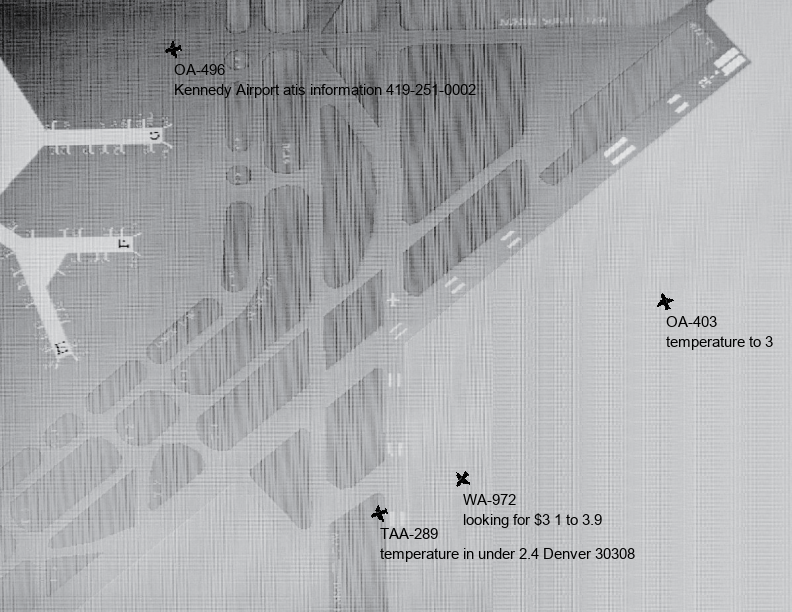 OA-496
Kennedy Airport atis information 419-251-0002
OA-403
temperature to 3
WA-972
looking for $3 1 to 3.9
TAA-289
temperature in under 2.4 Denver 30308